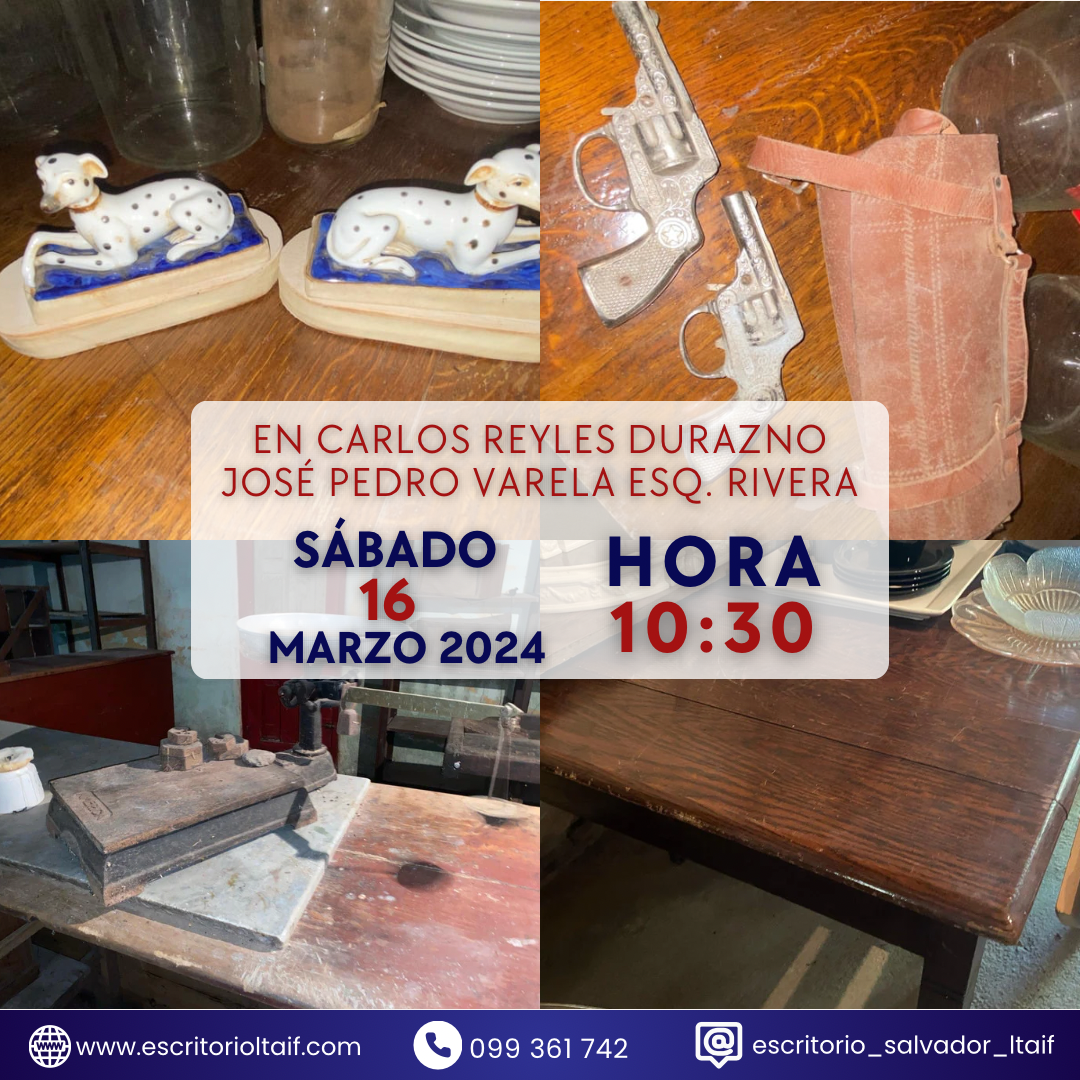 EN CARLOS REYLES DURAZNO
JOSÉ PEDRO VARELA ESQ. RIVERA
SÁBADO
16
MARZO 2024
HORA
10:30
www.escritorioltaif.com
099 361 742
escritorio_salvador_ltaif